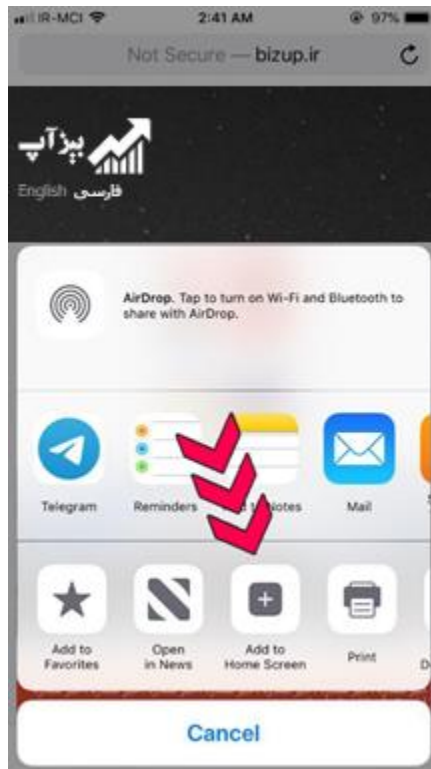 IR-MCI 2:41 AM 97%
Not Secure — bizup.ir
بیزآپ
English فارسی
AirDrop. Tap to turn on Wi-Fi and Bluetooth to
share with AirDrop.
Telegram Reminders Notes Mail
Add to Open Add to Print
Favorites in News Home Screen
Cancel